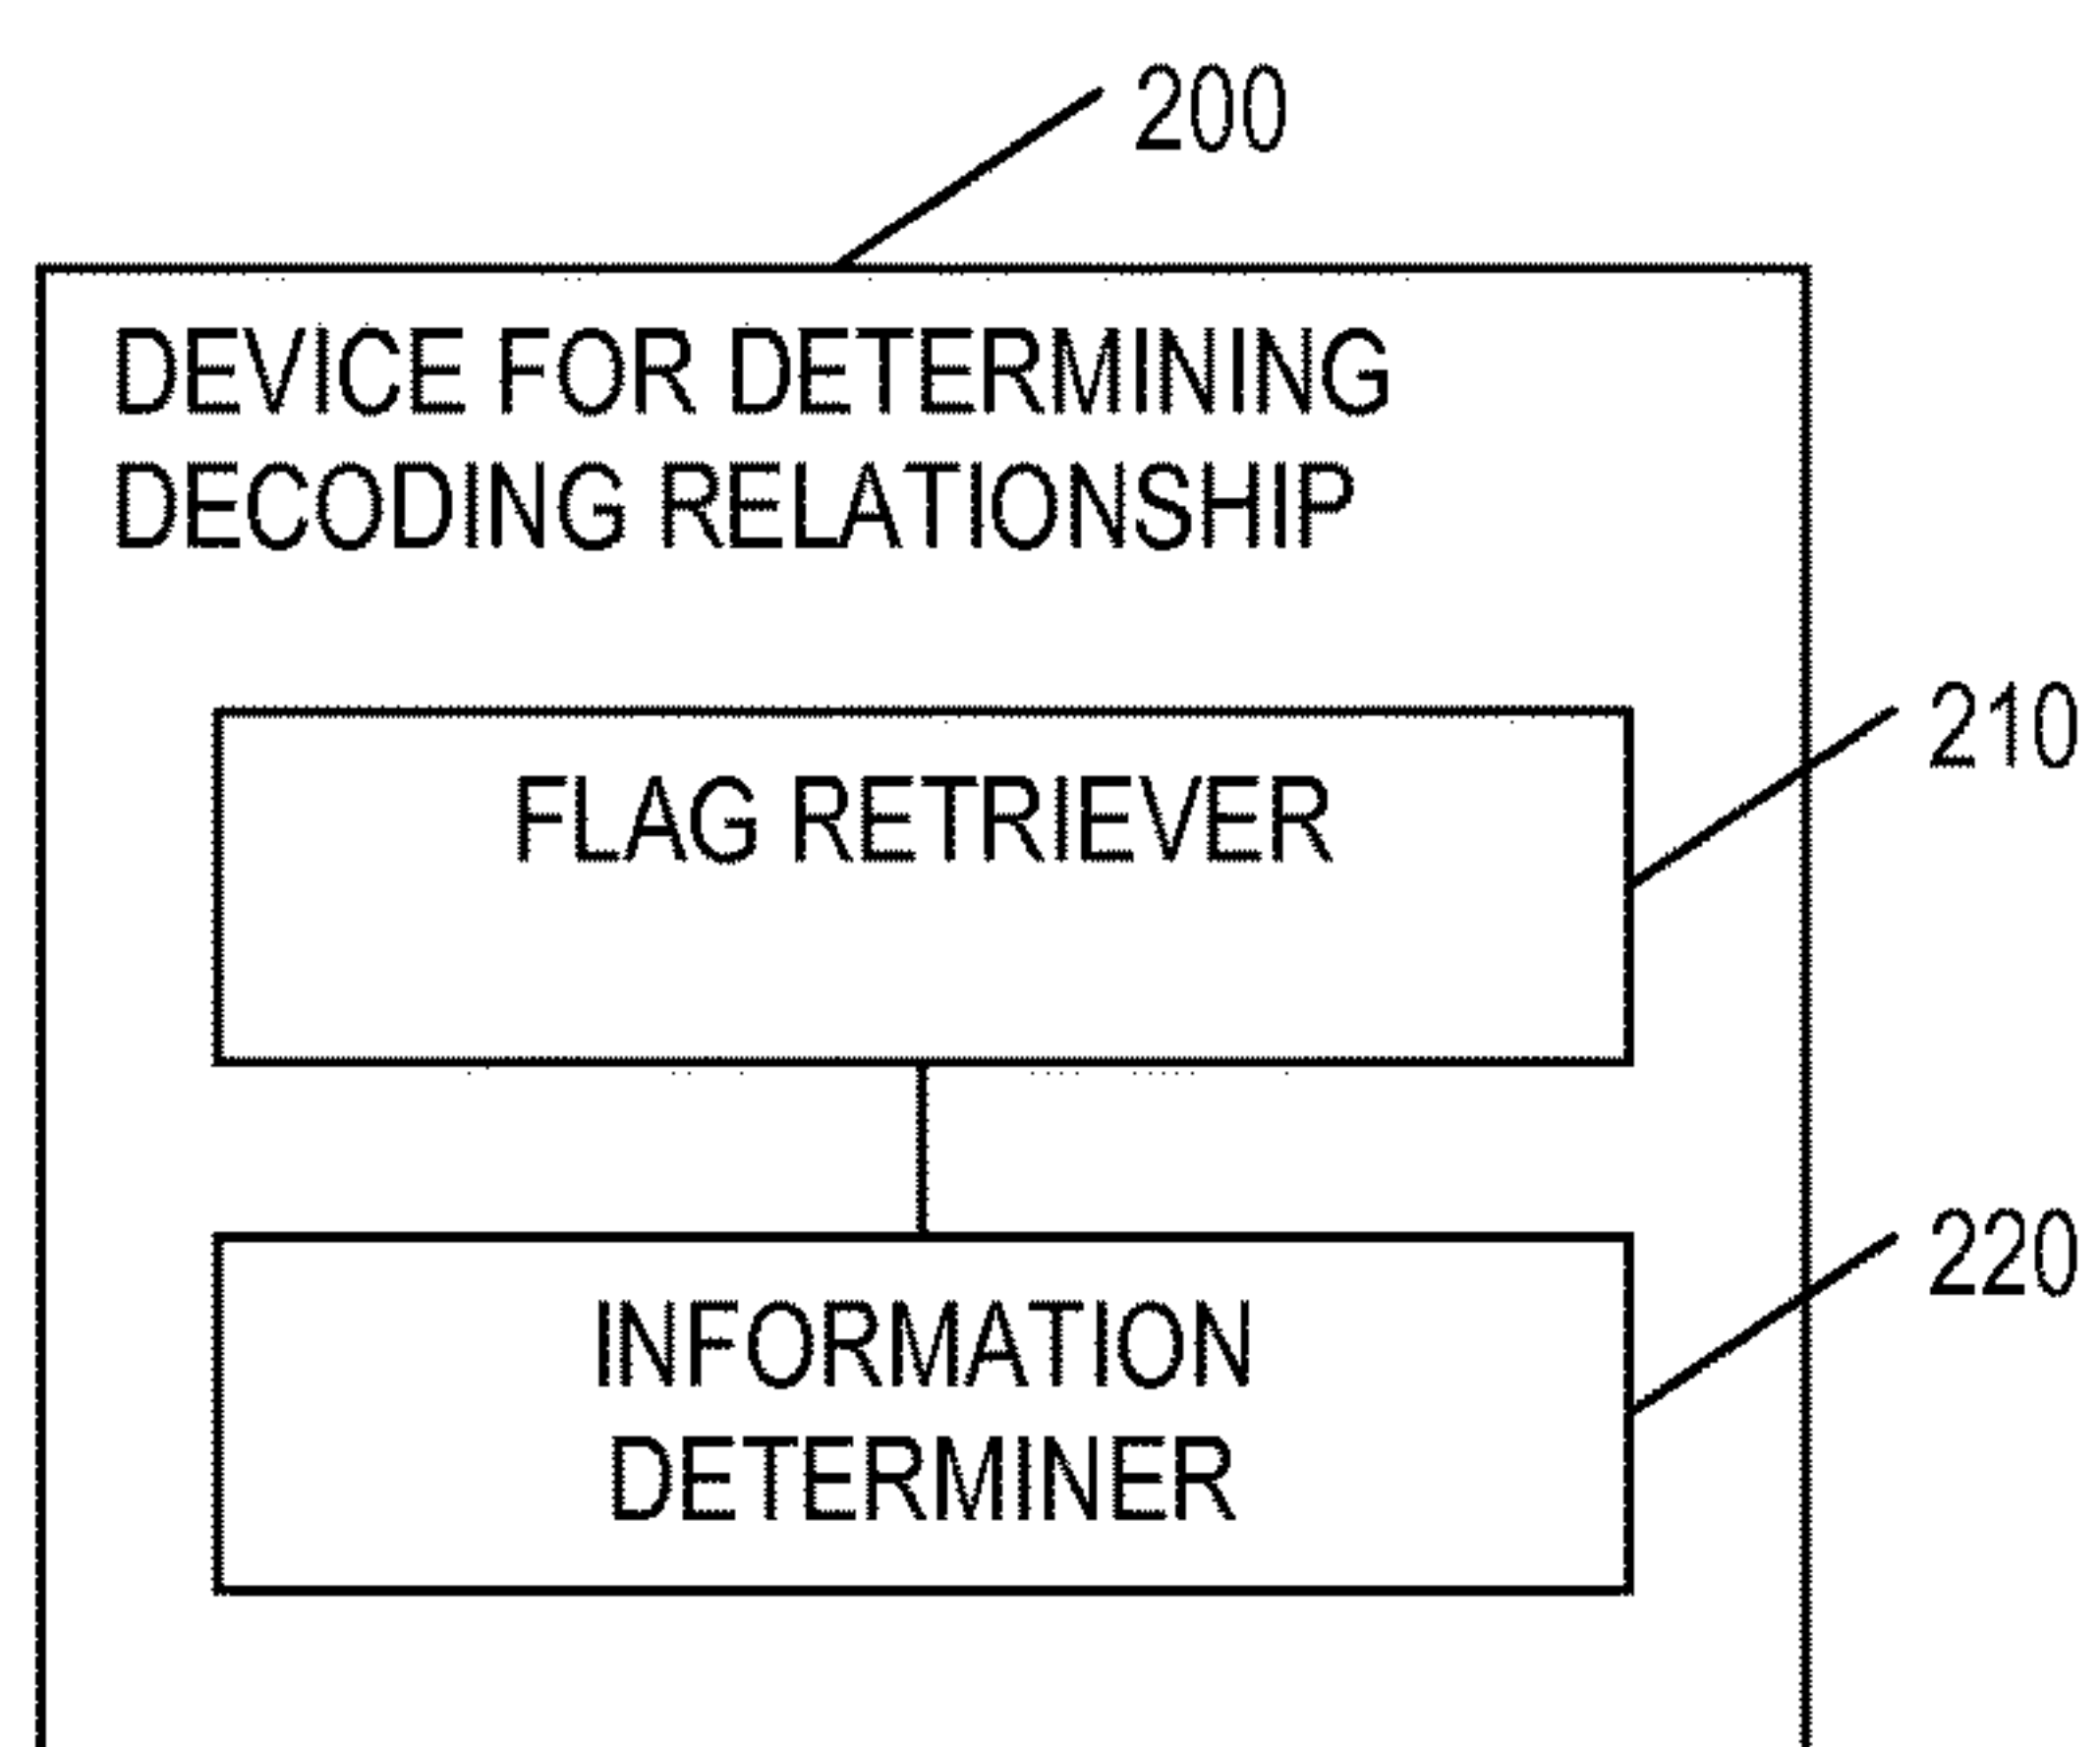 200
DEVICE FOR DETERMINING
DECODING RELATIONSHIP
210
FLAG RETRIEVER
220
INFORMATION
DETERMINER